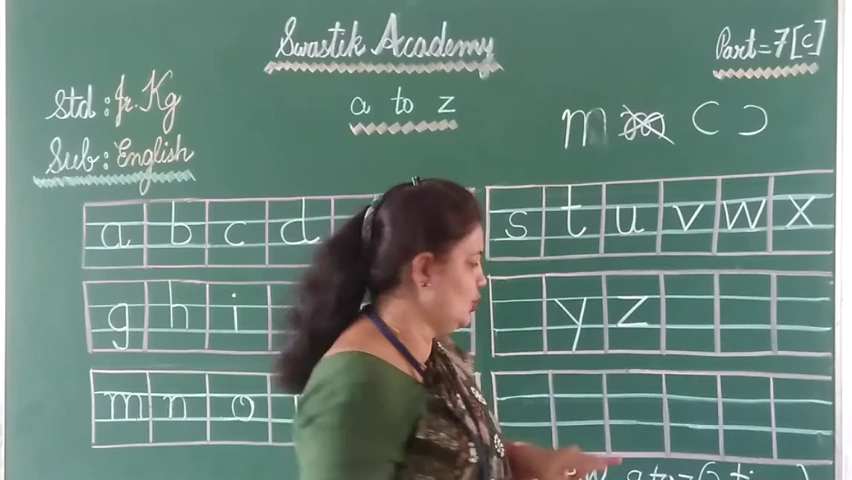 Swastik Academy
Part=7[c]
Std: Jr. Kg
a to z
m c
Sub: English
a b c d
s t u v w x
g h i
y z
m n o